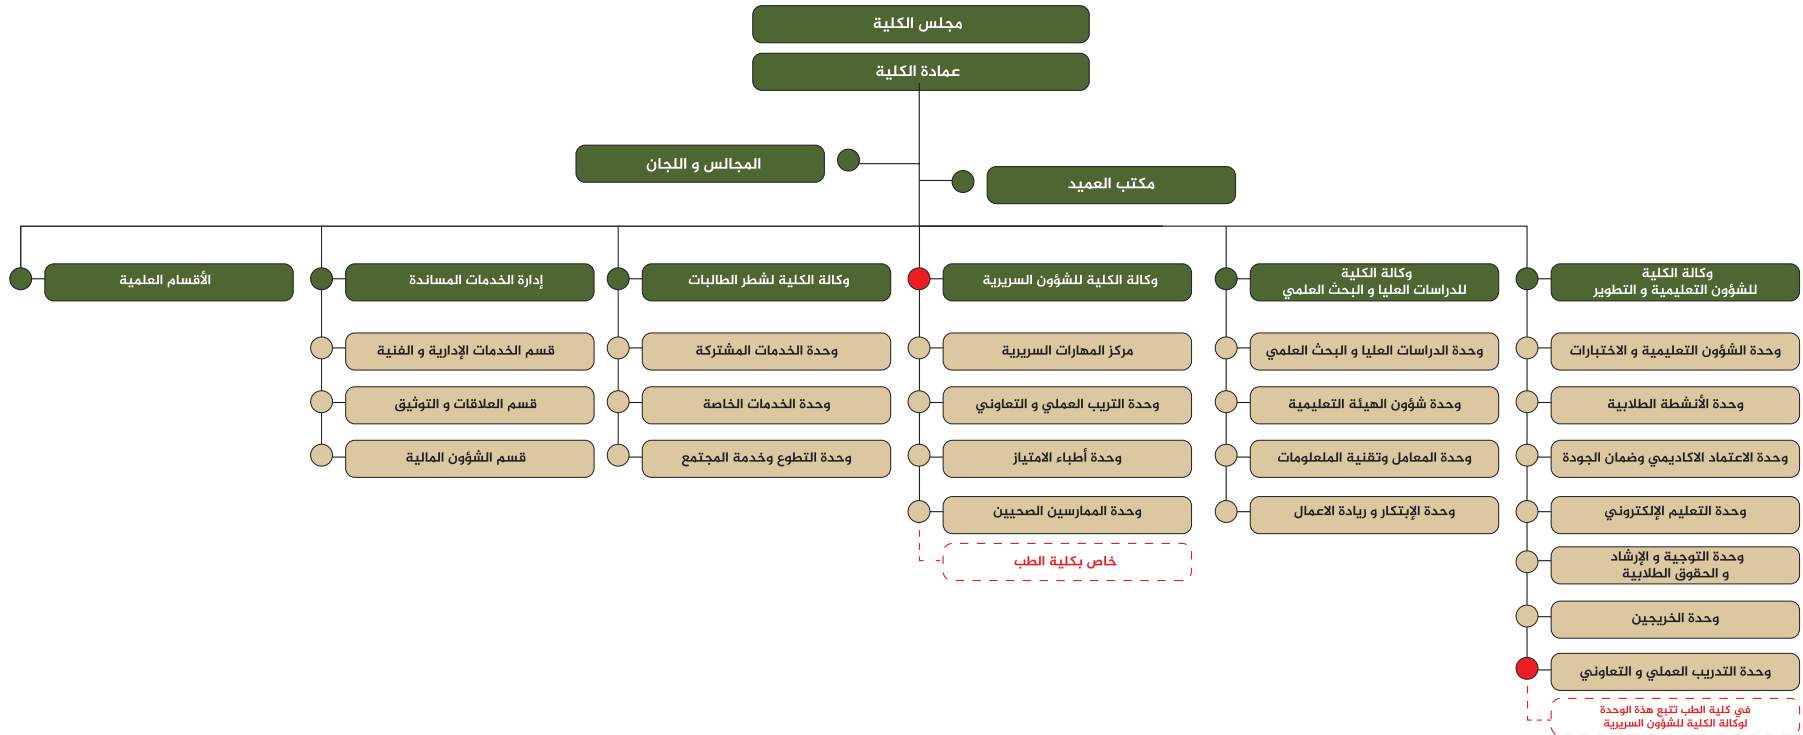 مجلس الكلية
عمادة الكلية
المجالس و اللجان
مكتب العميد
وكالة الكلية
للشؤون التعليمية و التطوير
وحدة الشؤون التعليمية و الاختبارات
وحدة الأنشطة الطلابية
وحدة الاعتماد الاكاديمي وضمان الجودة
وحدة التعليم الإلكتروني
وحدة التوجية و الإرشاد
و الحقوق الطلابية
وحدة الخريجين
وحدة التدريب العملي و التعاوني
في كلية الطب تتبع هذة الوحدة
لوكالة الكلية للشؤون السريرية
وكالة الكلية
للدراسات العليا و البحث العلمي
وحدة الدراسات العليا و البحث العلمي
وحدة شؤون الهيئة التعليمية
وحدة المعامل وتقنية الملعلومات
وحدة الإبتكار و ريادة الاعمال
وكالة الكلية للشؤون السريرية
مركز المهارات السريرية
وحدة التريب العملي و التعاوني
وحدة أطباء الامتياز
وحدة الممارسين الصحيين
خاص بكلية الطب
وكالة الكلية لشطر الطالبات
وحدة الخدمات المشتركة
وحدة الخدمات الخاصة
وحدة التطوع وخدمة المجتمع
إدارة الخدمات المساندة
قسم الخدمات الإدارية و الفنية
قسم العلاقات و التوثيق
قسم الشؤون المالية
الأقسام العلمية